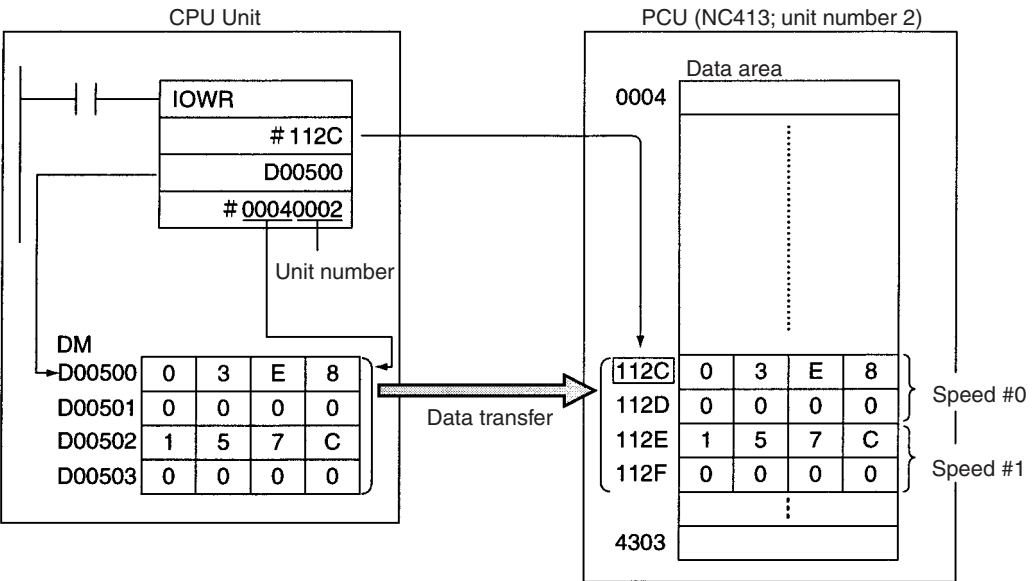 CPU Unit
IOWR
#112C
D00500
#00040002
Unit number
DM
D00500 0 3 E 8
D00501 0 0 0 0
D00502 1 5 7 C
D00503 0 0 0 0
Data transfer
PCU (NC413; unit number 2)
Data area
0004
112C 0 3 E 8
112D 0 0 0 0
Speed #0
112E 1 5 7 C
112F 0 0 0 0
Speed #1
4303